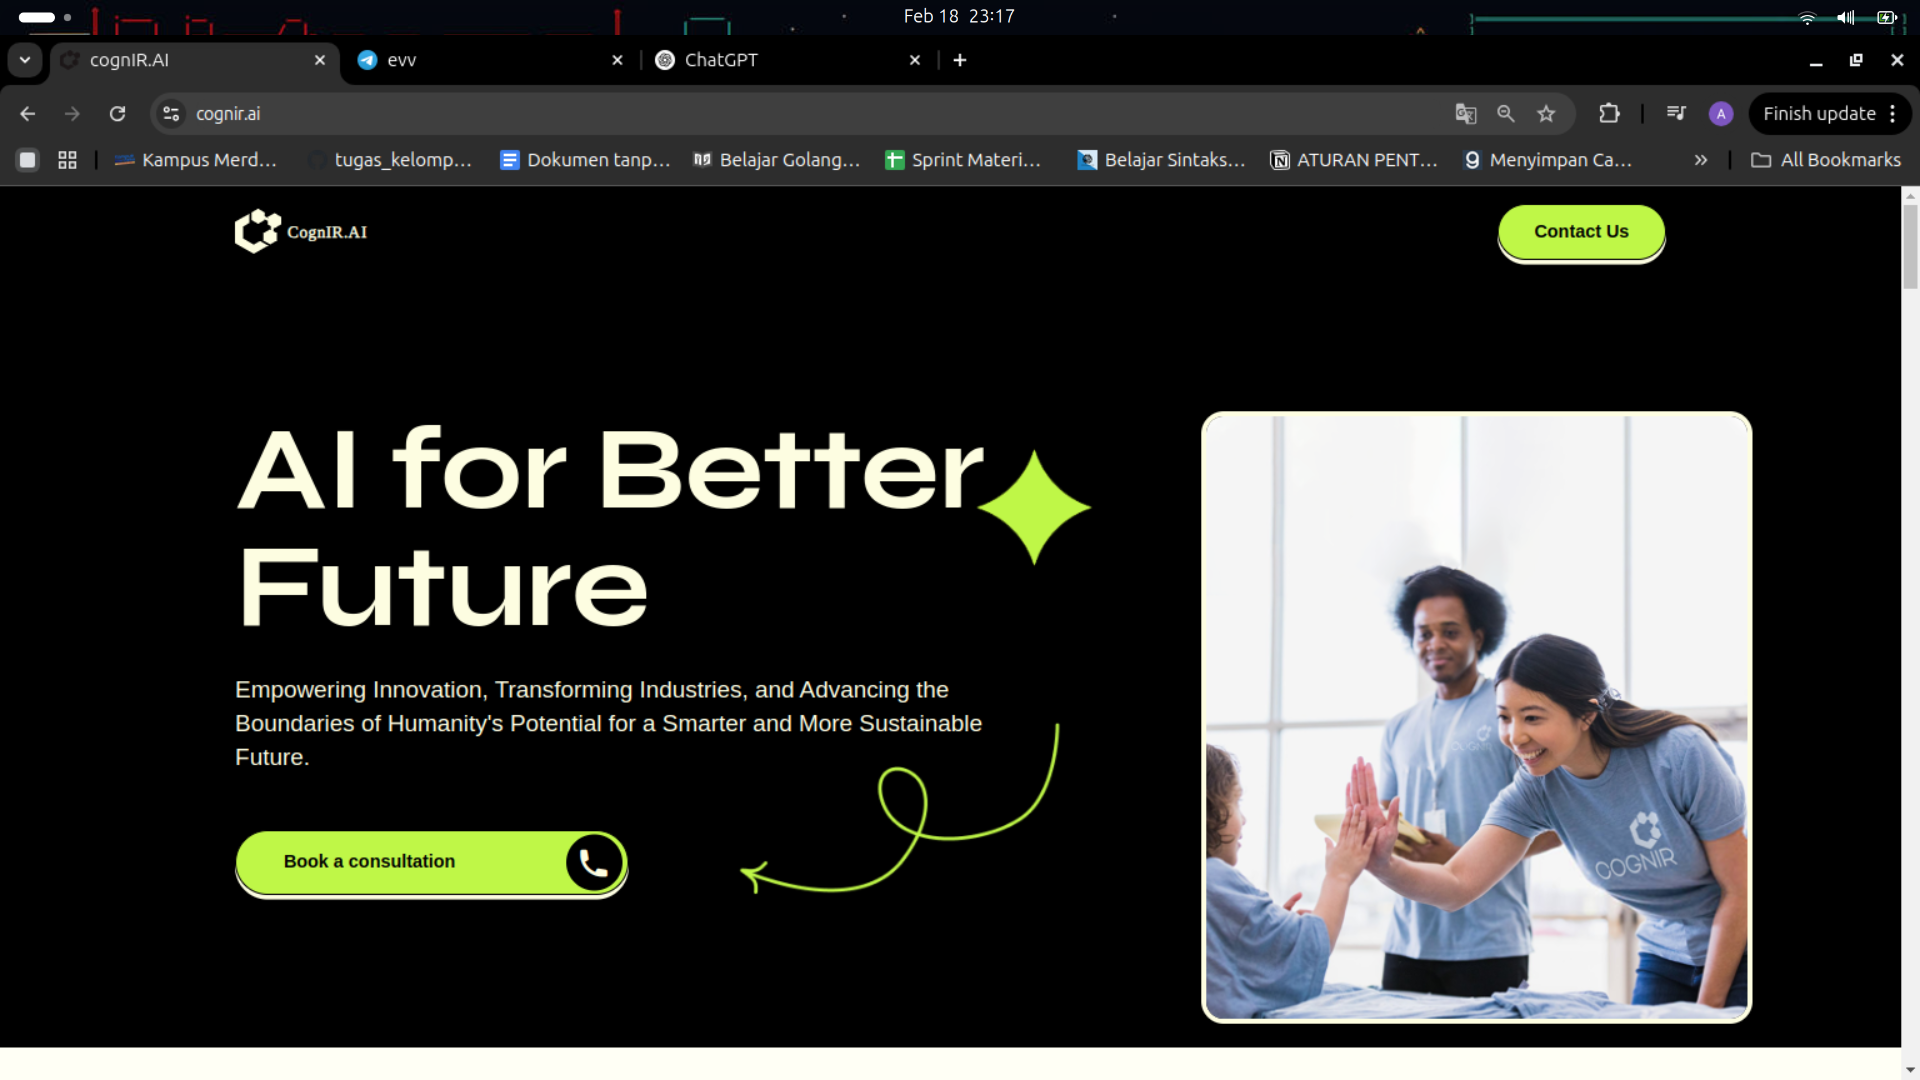 Feb 18 23:17
cognIR.AI
evv
ChatGPT
cognir.ai
Finish update
A
Kampus Merd...
tugas_kelomp...
Dokumen tanp...
Belajar Golang...
Sprint Materi...
Belajar Sintaks...
ATURAN PENT...
Menyimpan Ca...
All Bookmarks
CognIR.AI
Contact Us
AI for Better
Future
Empowering Innovation, Transforming Industries, and Advancing the
Boundaries of Humanity's Potential for a Smarter and More Sustainable
Future.
Book a consultation
COGNIR
COGNIR